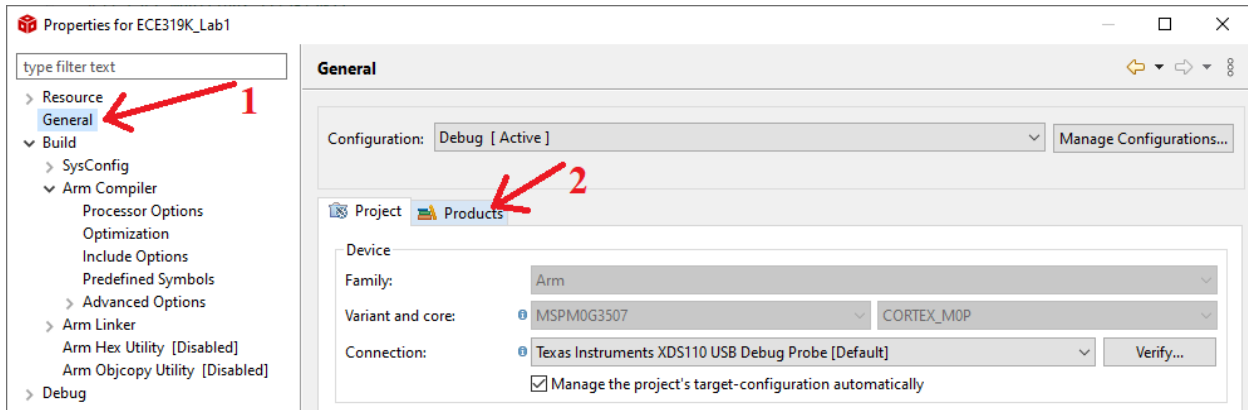 Properties for ECE319K_Lab1
type filter text
Resource
General
Build
SysConfig
Arm Compiler
Processor Options
Optimization
Include Options
Predefined Symbols
Advanced Options
Arm Linker
Arm Hex Utility [Disabled]
Arm Objcopy Utility [Disabled]
Debug
1
General
Configuration: Debug [ Active ] Manage Configurations...
2
Project Products
Device
Family: Arm
Variant and core: MSPM0G3507 CORTEX_M0P
Connection: Texas Instruments XDS110 USB Debug Probe [Default] Verify...
Manage the project's target-configuration automatically